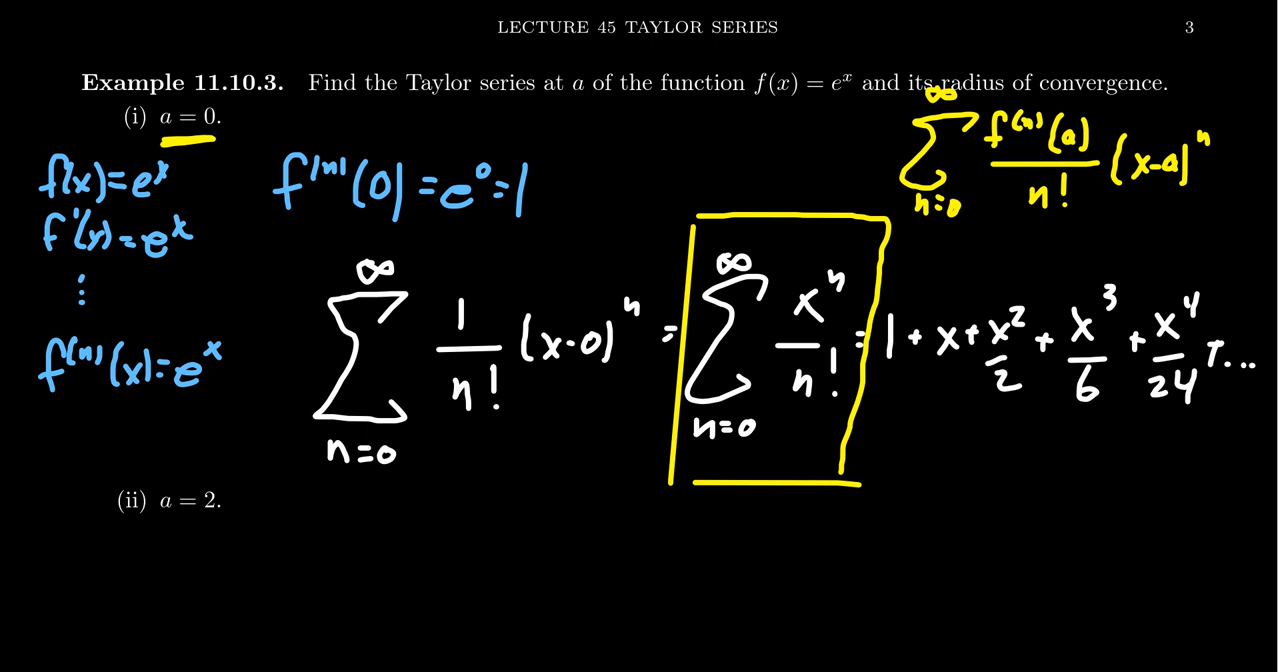 LECTURE 45 TAYLOR SERIES 3
Example 11.10.3. Find the Taylor series at a of the function f(x) = e^x and its radius of convergence.
(i) a = 0.
∑_{n=0}^{∞} f^{(n)}(a)/n! (x-a)^n
f(x)=e^x
f^{(n)}(0)=e^0=1
f'(x)=e^x
⋮
f^{(n)}(x)=e^x
∑_{n=0}^{∞} 1/n! (x-0)^n = ∑_{n=0}^{∞} x^n/n! = 1 + x + x^2/2 + x^3/6 + x^4/24 + ...
(ii) a = 2.